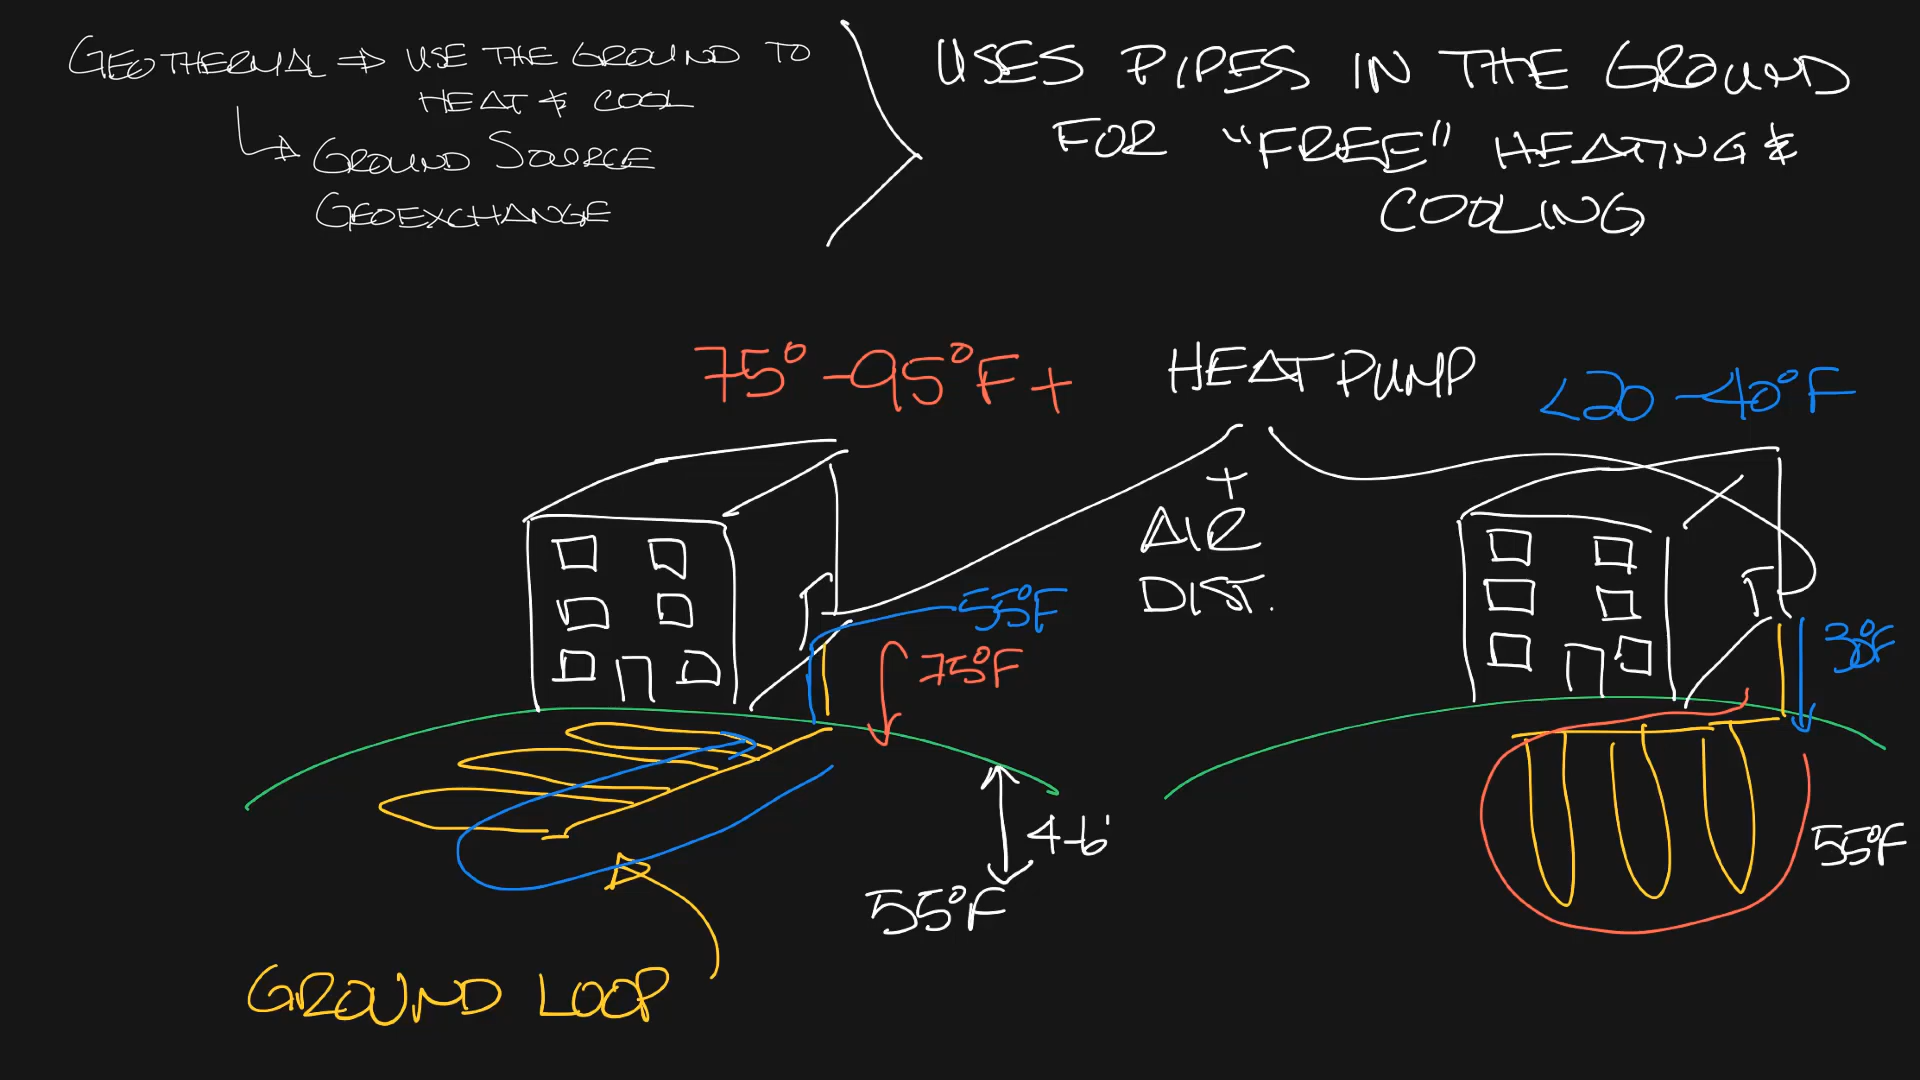 GEOTHERMAL ⇒ USE THE GROUND TO
HEAT & COOL
↳ GROUND SOURCE
GEOEXCHANGE
USES PIPES IN THE GROUND
FOR "FREE" HEATING &
COOLING
75° - 95°F +
HEAT PUMP
<20 - 40°F
+
AIR
DIST.
55°F
75°F
30°F
4-6'
55°F
55°F
GROUND LOOP